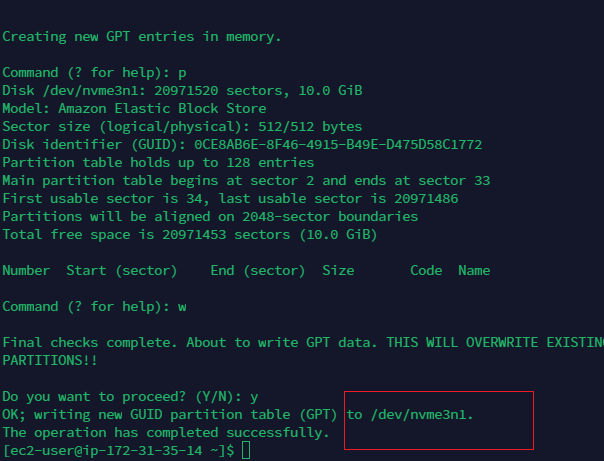 Creating new GPT entries in memory.
Command (? for help): p
Disk /dev/nvme3n1: 20971520 sectors, 10.0 GiB
Model: Amazon Elastic Block Store
Sector size (logical/physical): 512/512 bytes
Disk identifier (GUID): 0CE8AB6E-8F46-4915-B49E-D475D58C1772
Partition table holds up to 128 entries
Main partition table begins at sector 2 and ends at sector 33
First usable sector is 34, last usable sector is 20971486
Partitions will be aligned on 2048-sector boundaries
Total free space is 20971453 sectors (10.0 GiB)
Number  Start (sector)    End (sector)  Size       Code  Name
Command (? for help): w
Final checks complete. About to write GPT data. THIS WILL OVERWRITE EXISTING
PARTITIONS!!
Do you want to proceed? (Y/N): y
OK; writing new GUID partition table (GPT) to /dev/nvme3n1.
The operation has completed successfully.
[ec2-user@ip-172-31-35-14 ~]$